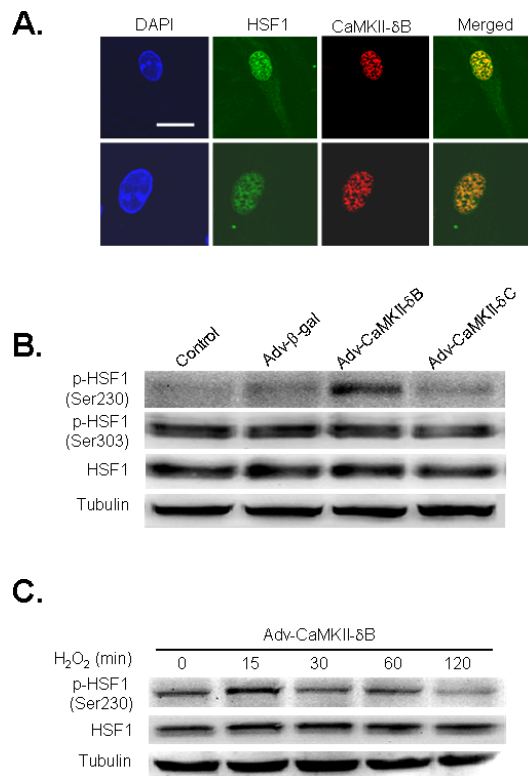 A.
DAPI HSF1 CaMKII-δB Merged
B.
Control Adv-β-gal Adv-CaMKII-δB Adv-CaMKII-δC
p-HSF1
(Ser230)
p-HSF1
(Ser303)
HSF1
Tubulin
C.
Adv-CaMKII-δB
H₂O₂ (min) 0 15 30 60 120
p-HSF1
(Ser230)
HSF1
Tubulin